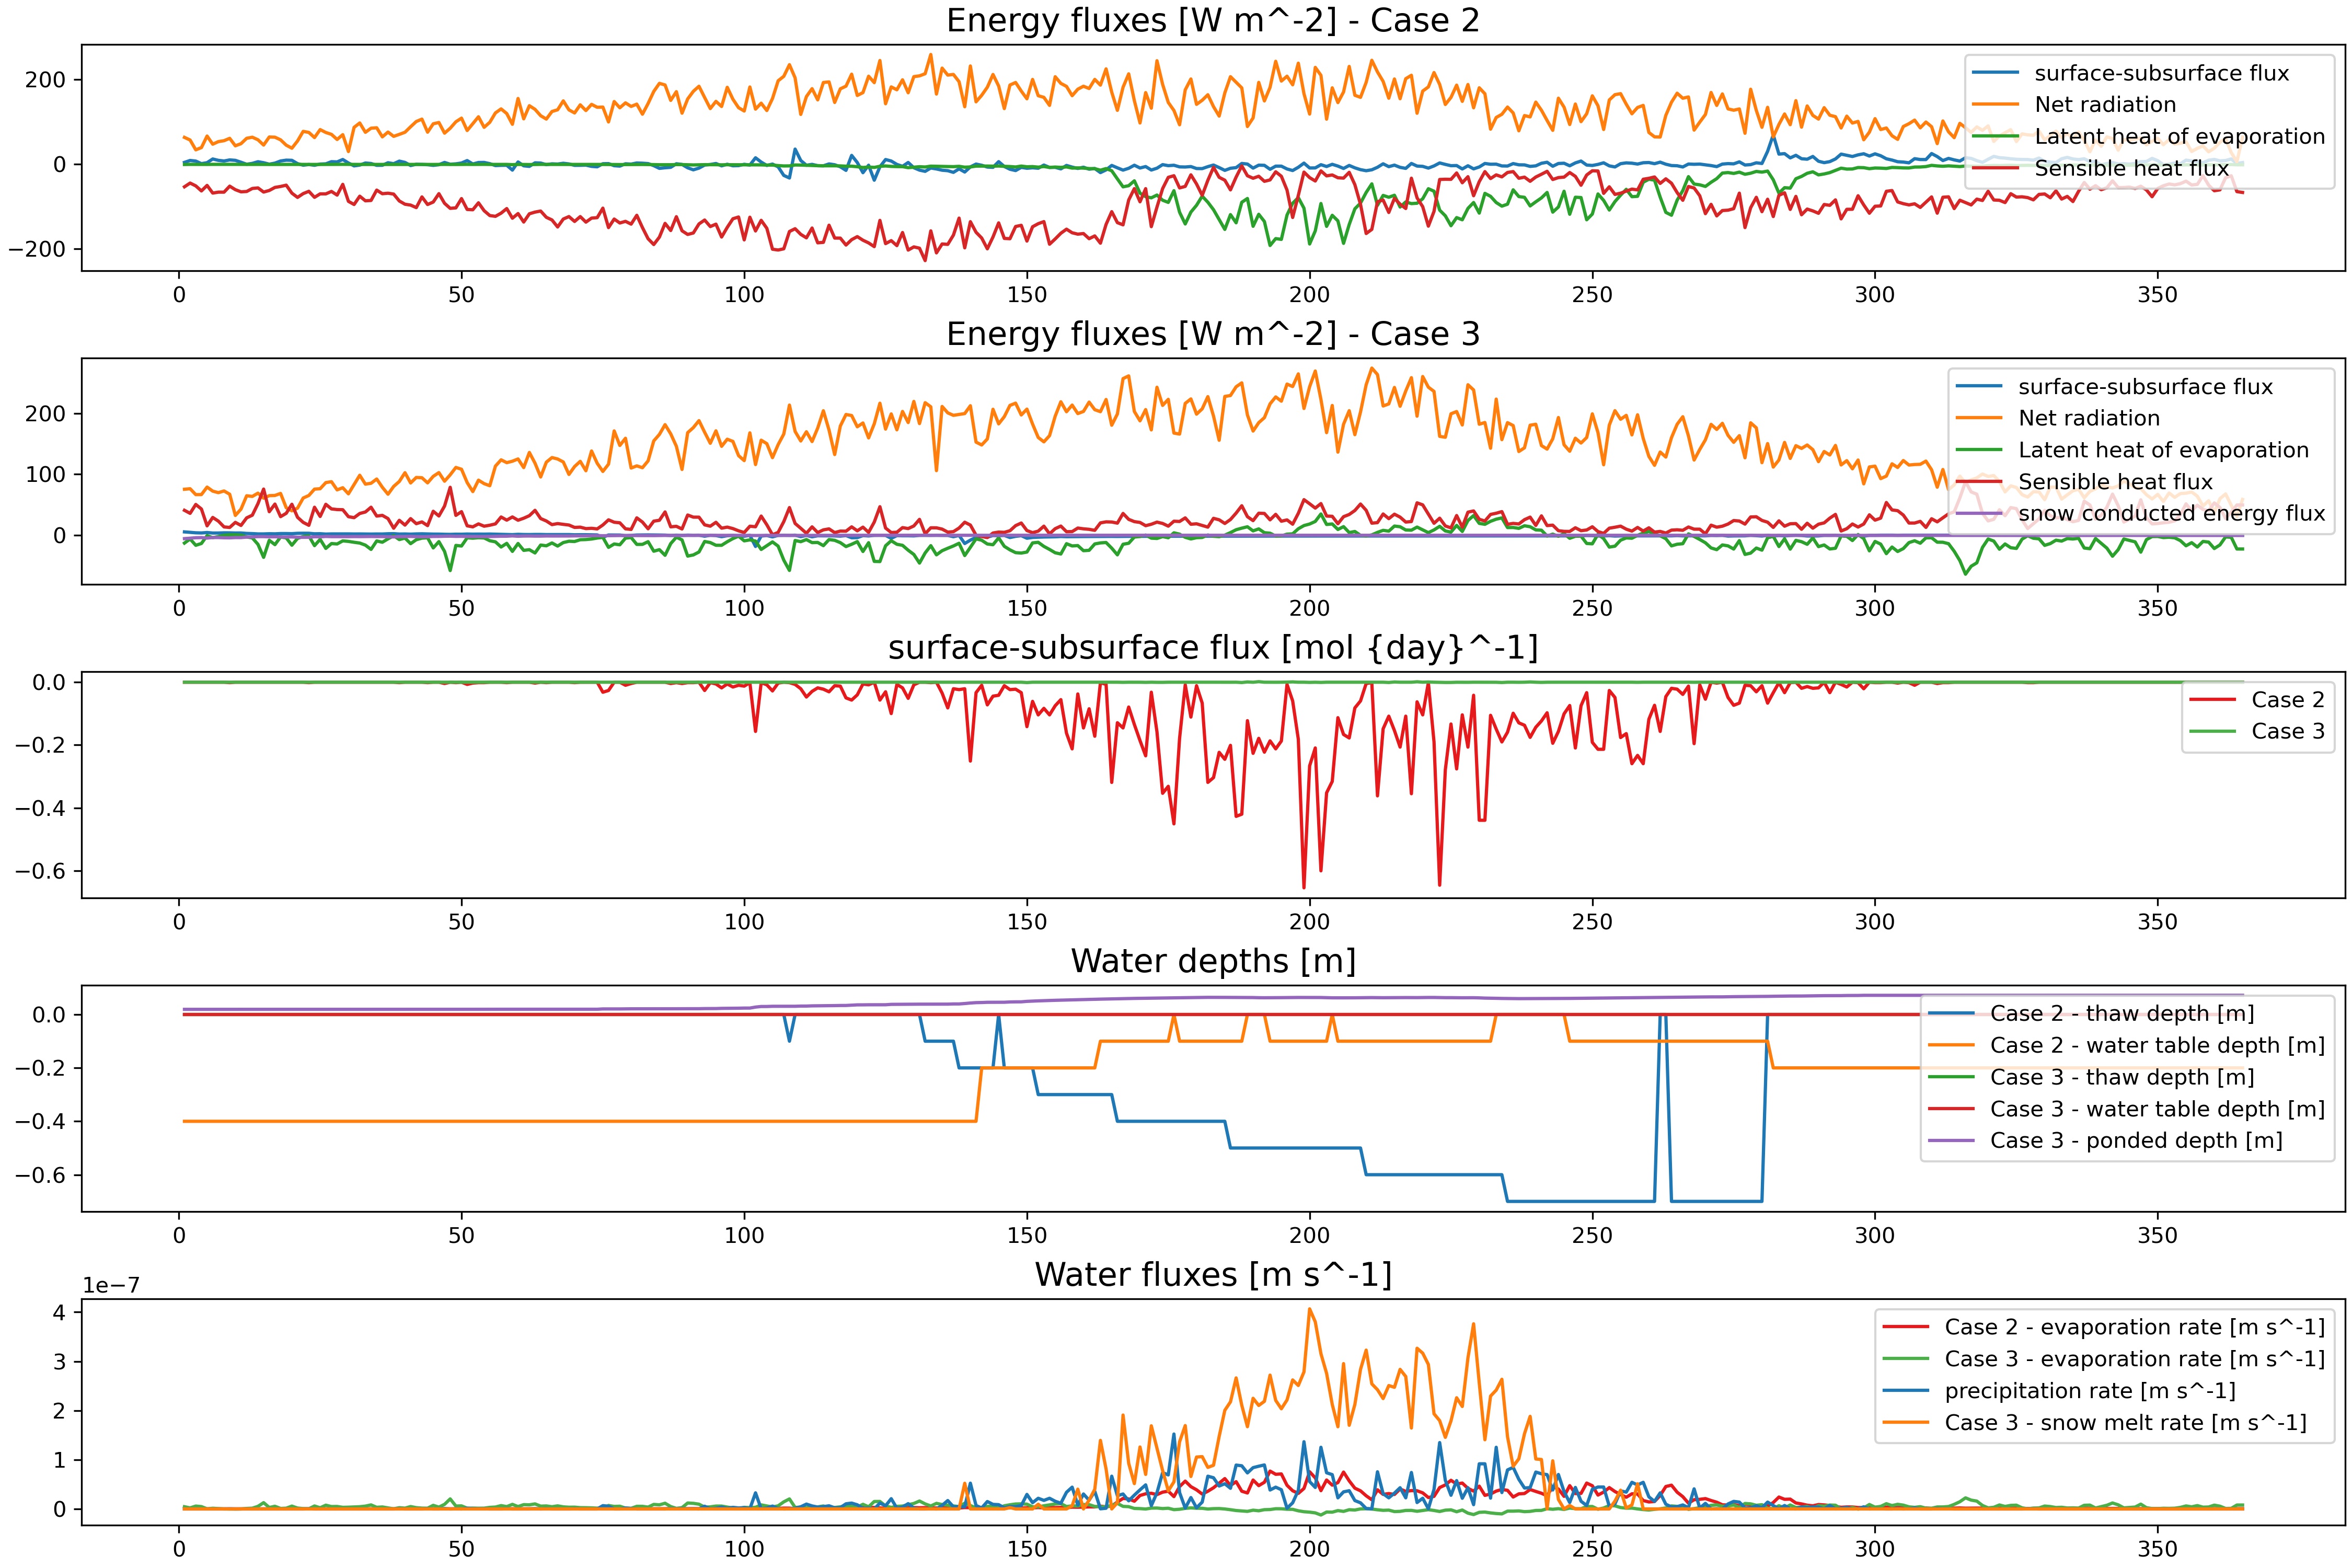 Energy fluxes [W m^-2] - Case 2
200
0
−200
surface-subsurface flux
Net radiation
Latent heat of evaporation
Sensible heat flux
0 50 100 150 200 250 300 350
Energy fluxes [W m^-2] - Case 3
200
100
0
surface-subsurface flux
Net radiation
Latent heat of evaporation
Sensible heat flux
snow conducted energy flux
0 50 100 150 200 250 300 350
surface-subsurface flux [mol {day}^-1]
0.0
−0.2
−0.4
−0.6
Case 2
Case 3
0 50 100 150 200 250 300 350
Water depths [m]
0.0
−0.2
−0.4
−0.6
Case 2 - thaw depth [m]
Case 2 - water table depth [m]
Case 3 - thaw depth [m]
Case 3 - water table depth [m]
Case 3 - ponded depth [m]
0 50 100 150 200 250 300 350
Water fluxes [m s^-1]
1e−7
4
3
2
1
0
Case 2 - evaporation rate [m s^-1]
Case 3 - evaporation rate [m s^-1]
precipitation rate [m s^-1]
Case 3 - snow melt rate [m s^-1]
0 50 100 150 200 250 300 350